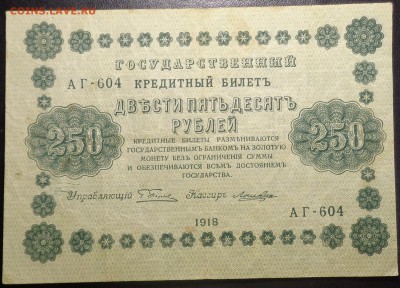 COINS.LAVE.RU
ГОСУДАРСТВЕННЫЙ
АГ-604 КРЕДИТНЫЙ БИЛЕТЪ
ДВѢСТИ ПЯТЬДЕСЯТЪ
РУБЛЕЙ
250 250
КРЕДИТНЫЕ БИЛЕТЫ РАЗМѢНИВАЮТСЯ
ГОСУДАРСТВЕННЫМЪ БАНКОМЪ НА ЗОЛОТУЮ
МОНЕТУ БЕЗЪ ОГРАНИЧЕНІЯ СУММЫ
И ОБЕЗПЕЧИВАЮТСЯ ВСѢМЪ ДОСТОЯНІЕМЪ
ГОСУДАРСТВА.
Управляющій Кассиръ
1918
АГ-604